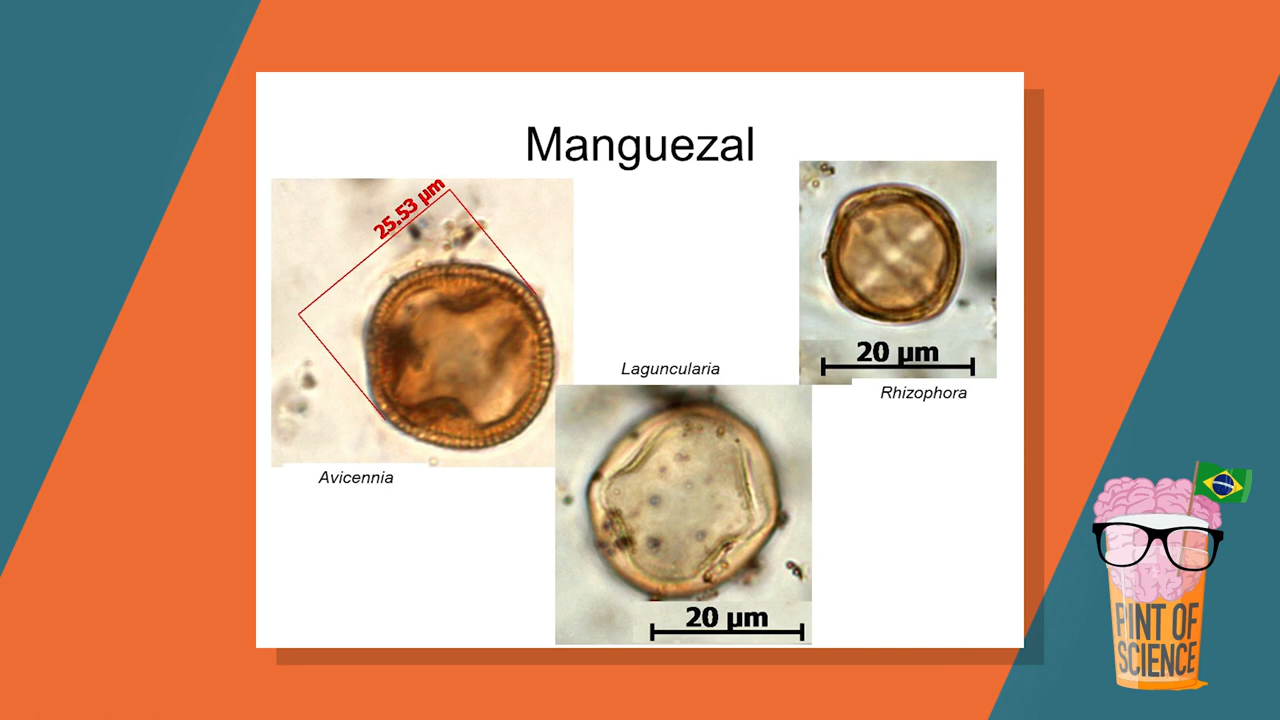 Manguezal
25.53 µm
20 µm
Rhizophora
Laguncularia
Avicennia
20 µm
PINT OF
SCIENCE